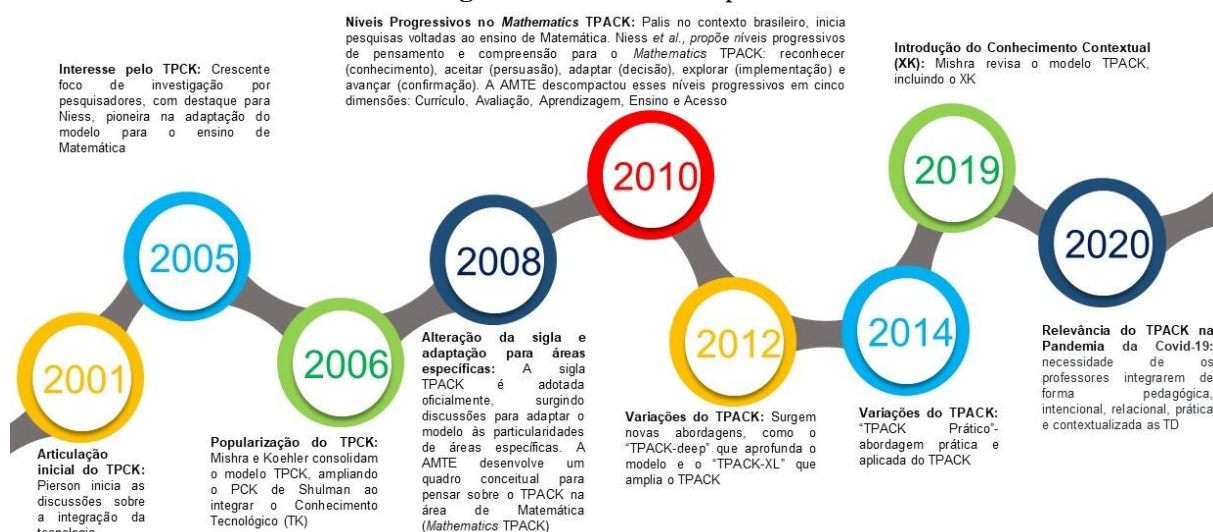 Níveis Progressivos no Mathematics TPACK: Palis no contexto brasileiro, inicia
pesquisas voltadas ao ensino de Matemática. Niess et al., propõe níveis progressivos
de pensamento e compreensão para o Mathematics TPACK: reconhecer
(conhecimento), aceitar (persuasão), adaptar (decisão), explorar (implementação) e
avançar (confirmação). A AMTE descompactou esses níveis progressivos em cinco
dimensões: Currículo, Avaliação, Aprendizagem, Ensino e Acesso
Introdução do Conhecimento Contextual
(XK): Mishra revisa o modelo TPACK,
incluindo o XK
Interesse pelo TPCK: Crescente
foco de investigação por
pesquisadores, com destaque para
Niess, pioneira na adaptação do
modelo para o ensino de
Matemática
2001
2005
2006
2008
2010
2012
2014
2019
2020
Articulação
inicial do TPCK:
Pierson inicia as
discussões sobre
a integração da
Popularização do TPCK:
Mishra e Koehler consolidam
o modelo TPCK, ampliando
o PCK de Shulman ao
integrar o Conhecimento
Tecnológico (TK)
Alteração da sigla e
adaptação para áreas
específicas: A sigla
TPACK é adotada
oficialmente, surgindo
discussões para adaptar o
modelo às particularidades
de áreas específicas. A
AMTE desenvolve um
quadro conceitual para
pensar sobre o TPACK na
área de Matemática
(Mathematics TPACK)
Variações do TPACK: Surgem
novas abordagens, como o
“TPACK-deep” que aprofunda o
modelo e o “TPACK-XL” que
amplia o TPACK
Variações do TPACK:
“TPACK Prático”-
abordagem prática e
aplicada do TPACK
Relevância do TPACK na
Pandemia da Covid-19:
necessidade de os
professores integrarem de
forma pedagógica,
intencional, relacional, prática
e contextualizada as TD